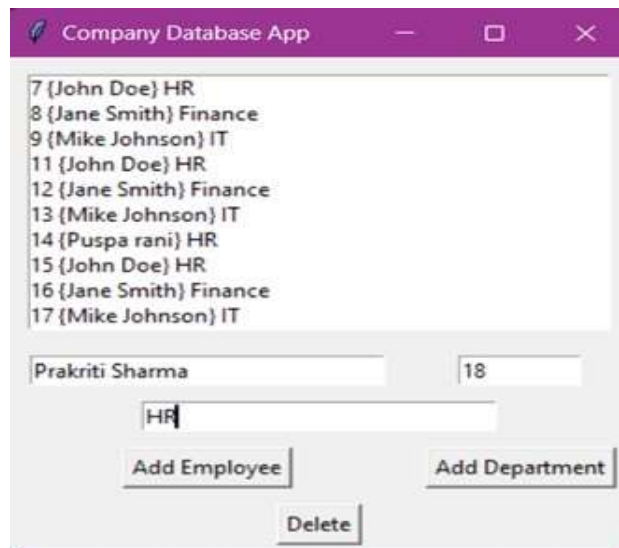 Company Database App
7 {John Doe} HR
8 {Jane Smith} Finance
9 {Mike Johnson} IT
11 {John Doe} HR
12 {Jane Smith} Finance
13 {Mike Johnson} IT
14 {Puspa rani} HR
15 {John Doe} HR
16 {Jane Smith} Finance
17 {Mike Johnson} IT
Prakriti Sharma 18
HR
Add Employee Add Department
Delete